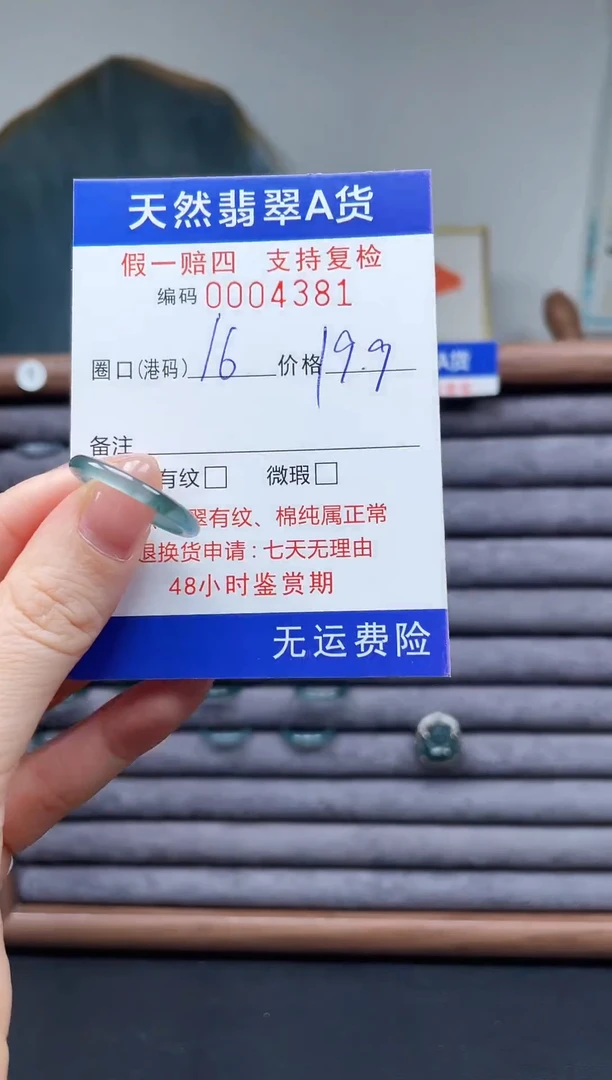 天然翡翠A货
假一赔四 支持复检
编码 0004381
圈口(港码) 16 价格 19.9
备注
有纹□ 微瑕□
翠有纹、棉纯属正常
退换货申请:七天无理由
48小时鉴赏期
无运费险
A货